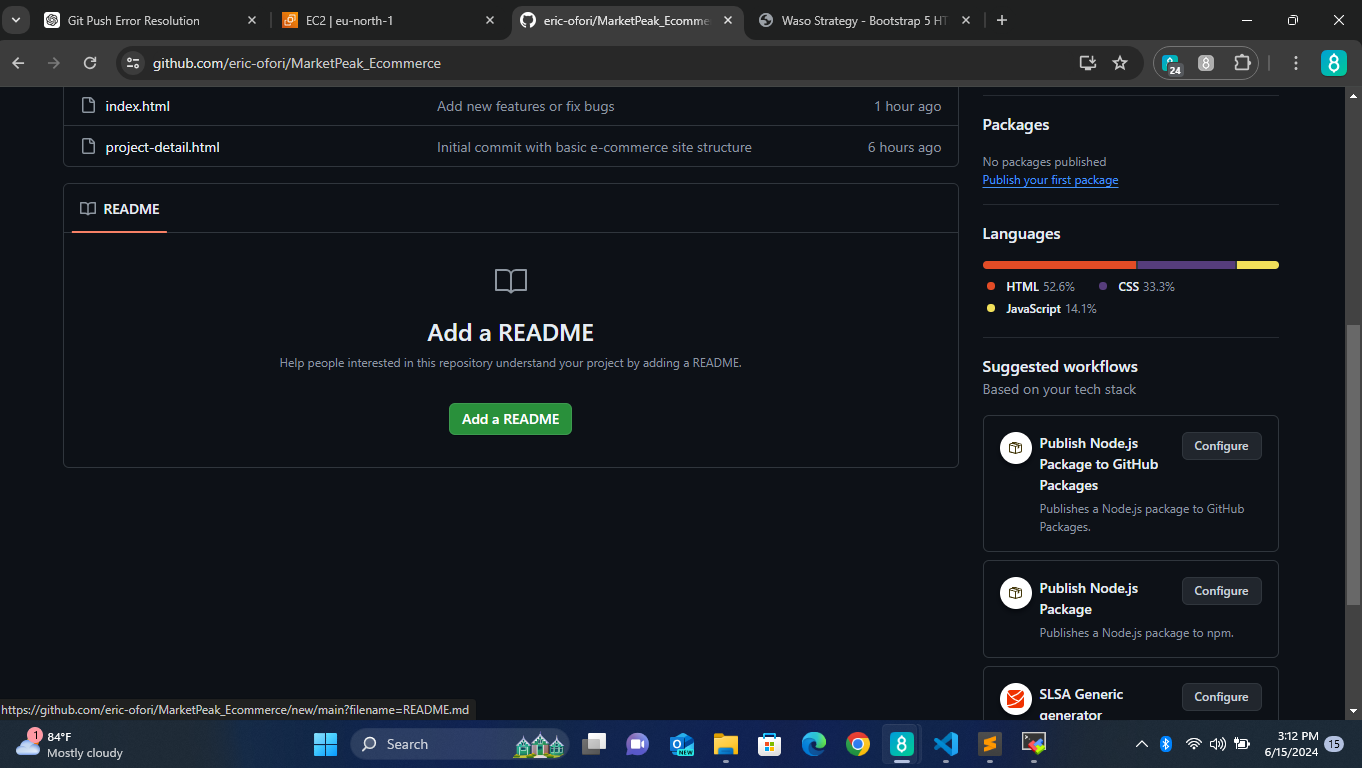 Git Push Error Resolution
EC2 | eu-north-1
eric-ofori/MarketPeak_Ecomme
Waso Strategy - Bootstrap 5 HT
github.com/eric-ofori/MarketPeak_Ecommerce
24
8
8
index.html
Add new features or fix bugs
1 hour ago
project-detail.html
Initial commit with basic e-commerce site structure
6 hours ago
README
Add a README
Help people interested in this repository understand your project by adding a README.
Add a README
Packages
No packages published
Publish your first package
Languages
HTML 52.6%
CSS 33.3%
JavaScript 14.1%
Suggested workflows
Based on your tech stack
Publish Node.js
Package to GitHub
Packages
Configure
Publishes a Node.js package to GitHub
Packages.
Publish Node.js
Package
Configure
Publishes a Node.js package to npm.
SLSA Generic
generator
Configure
https://github.com/eric-ofori/MarketPeak_Ecommerce/new/main?filename=README.md
1
84°F
Mostly cloudy
Search
NEW
8
3:12 PM
6/15/2024
15